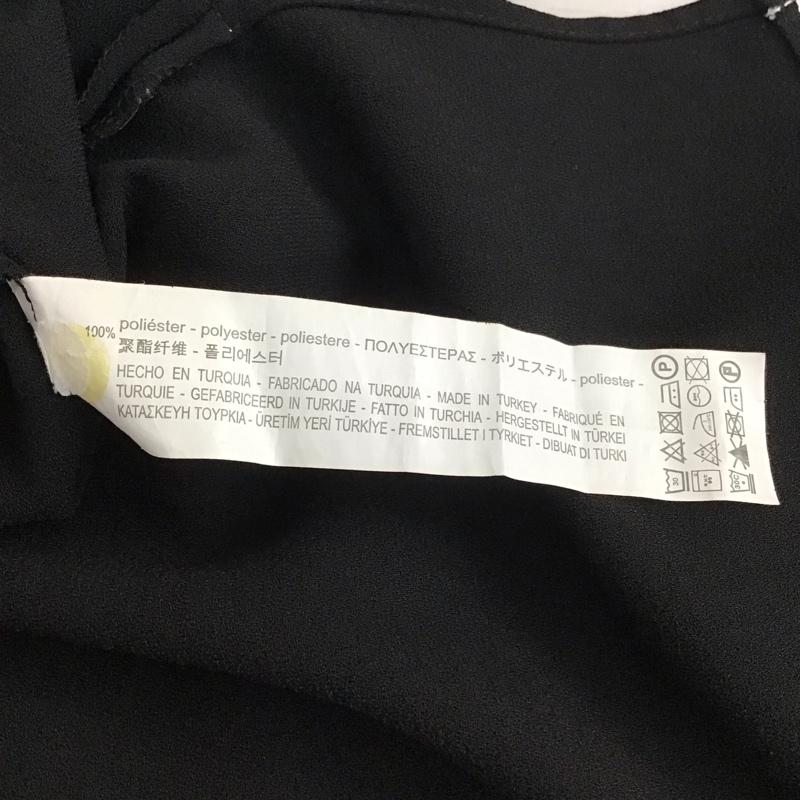 100% poliéster - polyester - poliestere - ΠΟΛΥΕΣΤΕΡΑΣ - ポリエステル - poliester -
聚酯纤维 - 폴리에스터
HECHO EN TURQUIA - FABRICADO NA TURQUIA - MADE IN TURKEY - FABRIQUÉ EN
TURQUIE - GEFABRICEERD IN TURKIJE - FATTO IN TURCHIA - HERGESTELLT IN TÜRKEI
ΚΑΤΑΣΚΕΥΗ ΤΟΥΡΚΙΑ - ÜRETİM YERİ TÜRKİYE - FREMSTILLET I TYRKIET - DIBUAT DI TURKI
P P
30 30C